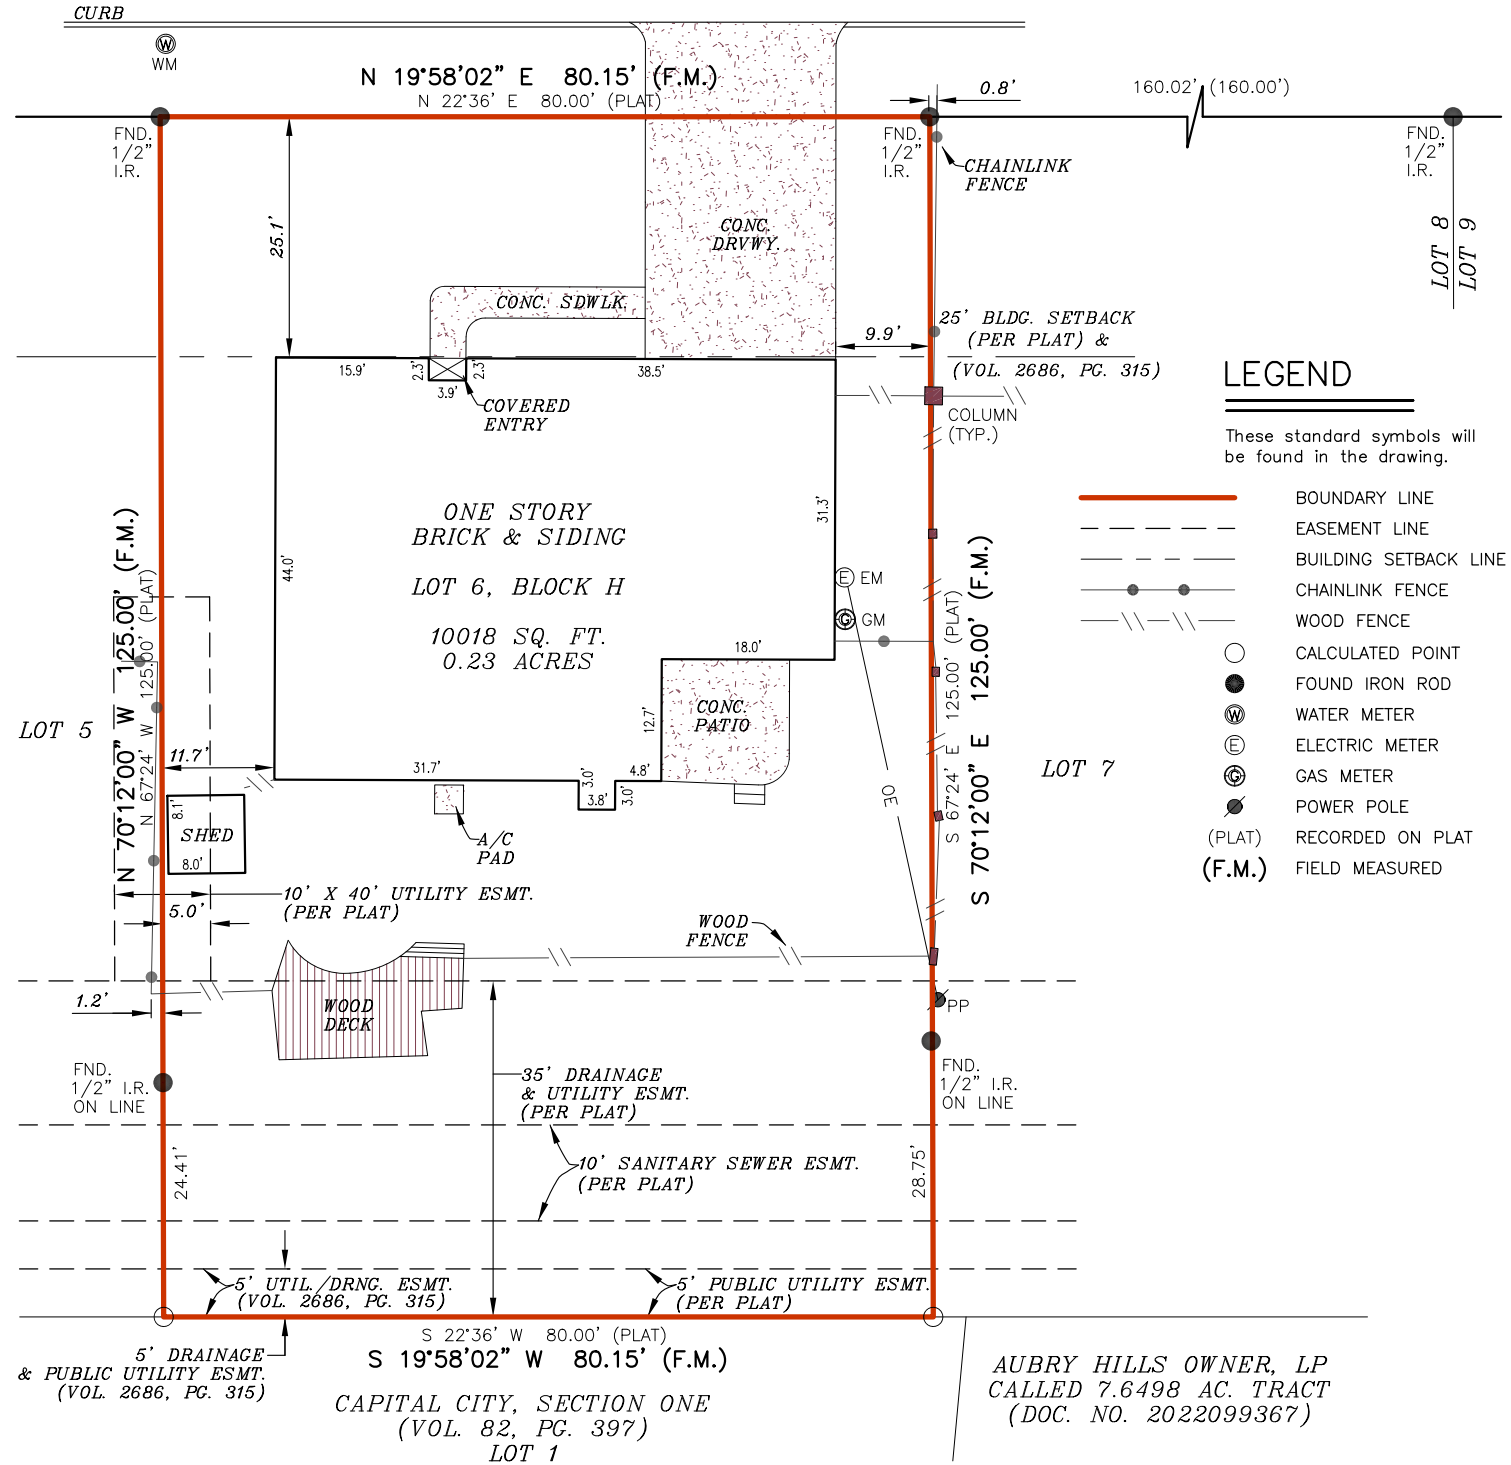 CURB
WM
N 19°58'02" E 80.15' (F.M.)
N 22°36' E 80.00' (PLAT)
0.8'
160.02' (160.00')
FND.
1/2"
I.R.
FND.
1/2"
I.R.
FND.
1/2"
I.R.
CHAINLINK
FENCE
LOT 8
LOT 9
25.1'
CONC.
DRVWY.
CONC. SDWLK.
9.9'
25' BLDG. SETBACK
(PER PLAT) &
(VOL. 2686, PG. 315)
15.9'
2.3'
2.3'
3.9'
38.5'
COVERED
ENTRY
COLUMN
(TYP.)
ONE STORY
BRICK & SIDING
LOT 6, BLOCK H
10018 SQ. FT.
0.23 ACRES
44.0'
31.3'
E EM
G GM
18.0'
CONC.
PATIO
12.7'
OE
N 70°12'00" W 125.00' (F.M.)
N 67°24' W 125.00' (PLAT)
S 67°24' E 125.00' (PLAT)
S 70°12'00" E 125.00' (F.M.)
LOT 5
LOT 7
11.7'
31.7'
3.0'
3.8'
3.0'
4.8'
8.1'
SHED
8.0'
A/C
PAD
10' X 40' UTILITY ESMT.
(PER PLAT)
5.0'
WOOD
FENCE
1.2'
WOOD
DECK
PP
FND.
1/2" I.R.
ON LINE
FND.
1/2" I.R.
ON LINE
35' DRAINAGE
& UTILITY ESMT.
(PER PLAT)
24.41'
28.75'
10' SANITARY SEWER ESMT.
(PER PLAT)
5' UTIL./DRNG. ESMT.
(VOL. 2686, PG. 315)
5' PUBLIC UTILITY ESMT.
(PER PLAT)
S 22°36' W 80.00' (PLAT)
S 19°58'02" W 80.15' (F.M.)
5' DRAINAGE
& PUBLIC UTILITY ESMT.
(VOL. 2686, PG. 315)
CAPITAL CITY, SECTION ONE
(VOL. 82, PG. 397)
LOT 1
AUBRY HILLS OWNER, LP
CALLED 7.6498 AC. TRACT
(DOC. NO. 2022099367)
LEGEND
These standard symbols will
be found in the drawing.
BOUNDARY LINE
EASEMENT LINE
BUILDING SETBACK LINE
CHAINLINK FENCE
WOOD FENCE
CALCULATED POINT
FOUND IRON ROD
W WATER METER
E ELECTRIC METER
G GAS METER
POWER POLE
(PLAT) RECORDED ON PLAT
(F.M.) FIELD MEASURED